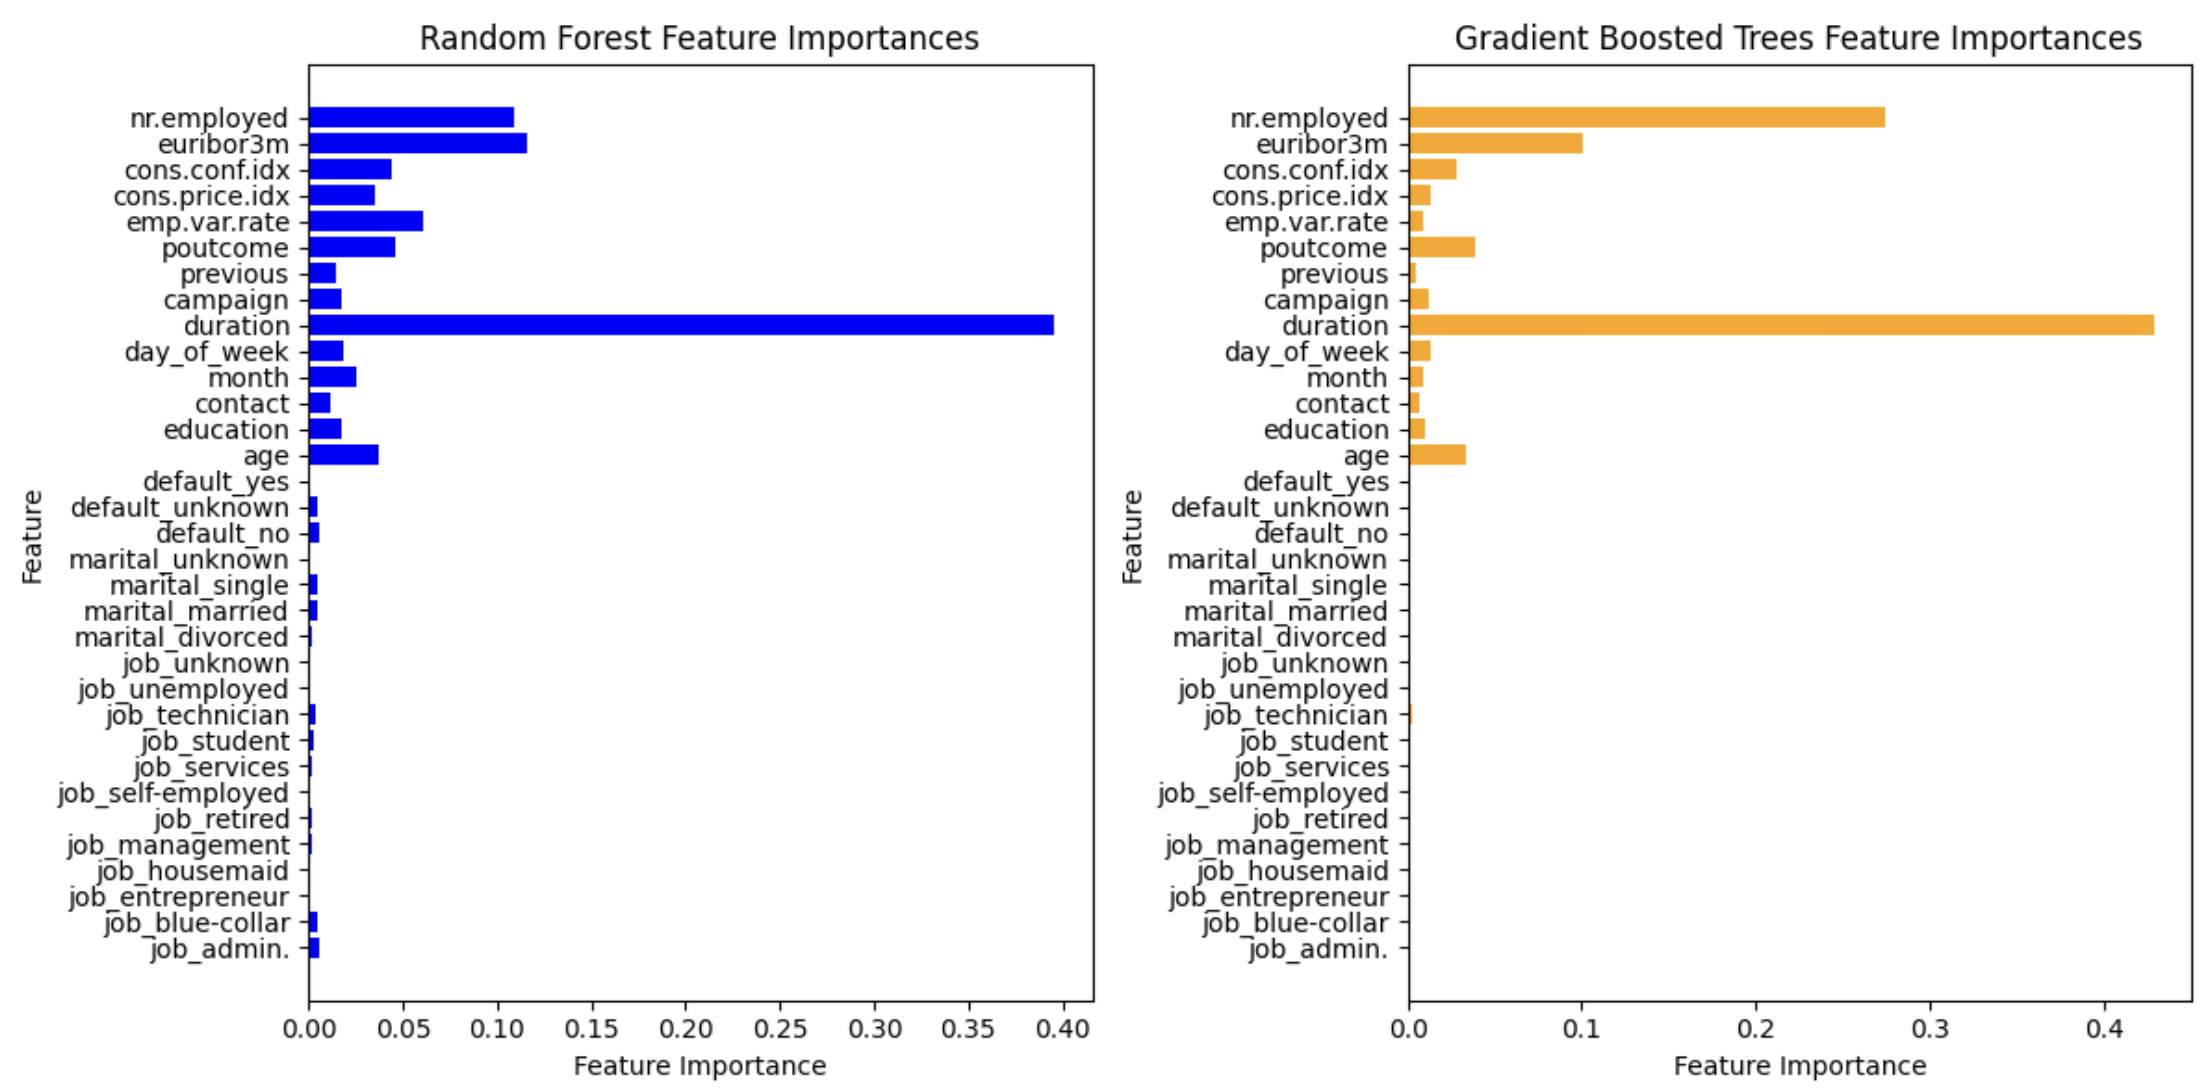 Random Forest Feature Importances
nr.employed
euribor3m
cons.conf.idx
cons.price.idx
emp.var.rate
poutcome
previous
campaign
duration
day_of_week
month
contact
education
age
default_yes
default_unknown
default_no
marital_unknown
marital_single
marital_married
marital_divorced
job_unknown
job_unemployed
job_technician
job_student
job_services
job_self-employed
job_retired
job_management
job_housemaid
job_entrepreneur
job_blue-collar
job_admin.
Feature
0.00 0.05 0.10 0.15 0.20 0.25 0.30 0.35 0.40
Feature Importance
Gradient Boosted Trees Feature Importances
nr.employed
euribor3m
cons.conf.idx
cons.price.idx
emp.var.rate
poutcome
previous
campaign
duration
day_of_week
month
contact
education
age
default_yes
default_unknown
default_no
marital_unknown
marital_single
marital_married
marital_divorced
job_unknown
job_unemployed
job_technician
job_student
job_services
job_self-employed
job_retired
job_management
job_housemaid
job_entrepreneur
job_blue-collar
job_admin.
Feature
0.0 0.1 0.2 0.3 0.4
Feature Importance